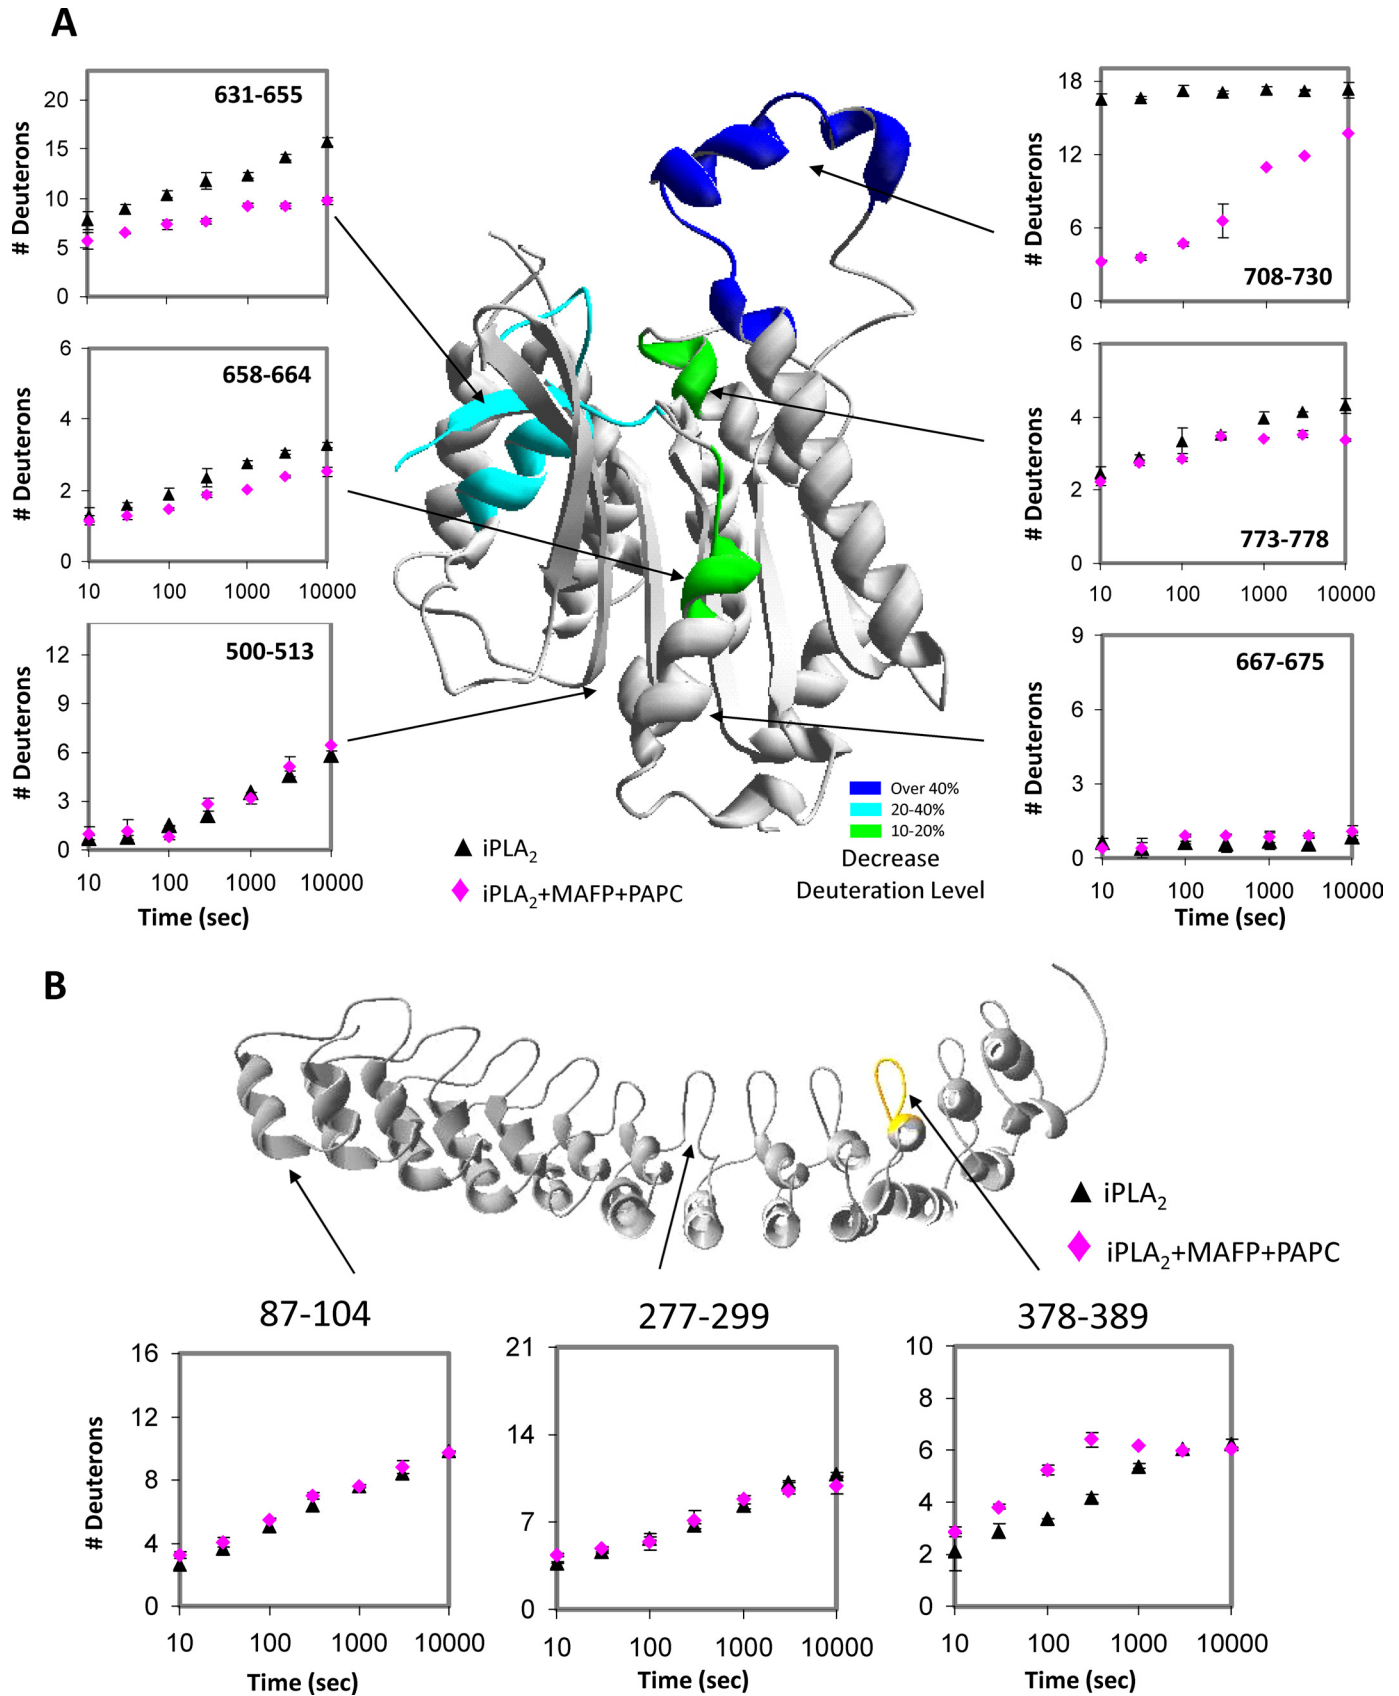 A
631-655
# Deuterons
20
15
10
5
0
658-664
# Deuterons
6
4
2
0
10 100 1000 10000
500-513
# Deuterons
12
9
6
3
0
10 100 1000 10000
Time (sec)
708-730
# Deuterons
18
12
6
0
773-778
# Deuterons
6
4
2
0
10 100 1000 10000
667-675
# Deuterons
9
6
3
0
10 100 1000 10000
Time (sec)
Over 40%
20-40%
10-20%
Decrease
Deuteration Level
iPLA2
iPLA2+MAFP+PAPC
B
iPLA2
iPLA2+MAFP+PAPC
87-104
# Deuterons
16
12
8
4
0
10 100 1000 10000
Time (sec)
277-299
21
14
7
0
10 100 1000 10000
Time (sec)
378-389
10
8
6
4
2
0
10 100 1000 10000
Time (sec)